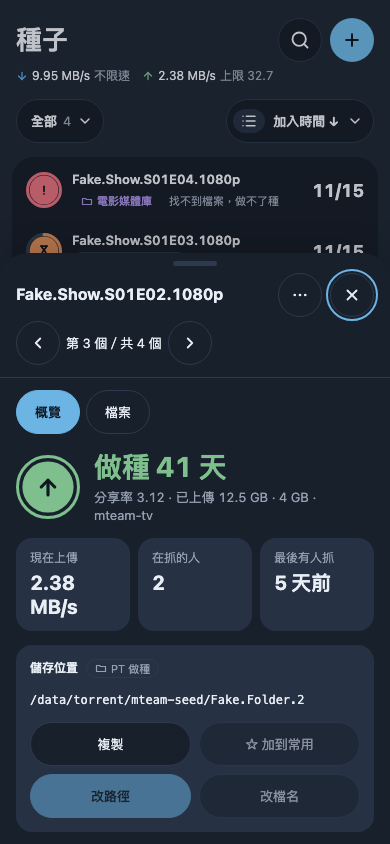 種子
↓ 9.95 MB/s 不限速 ↑ 2.38 MB/s 上限 32.7
全部 4
加入時間 ↓
!
Fake.Show.S01E04.1080p
電影媒體庫 找不到檔案,做不了種
11/15
Fake.Show.S01E03.1080p
11/15
Fake.Show.S01E02.1080p
第 3 個 / 共 4 個
概覽
檔案
做種 41 天
分享率 3.12 · 已上傳 12.5 GB · 4 GB ·
mteam-tv
現在上傳
2.38
MB/s
在抓的人
2
最後有人抓
5 天前
儲存位置 PT 做種
/data/torrent/mteam-seed/Fake.Folder.2
複製
☆ 加到常用
改路徑
改檔名